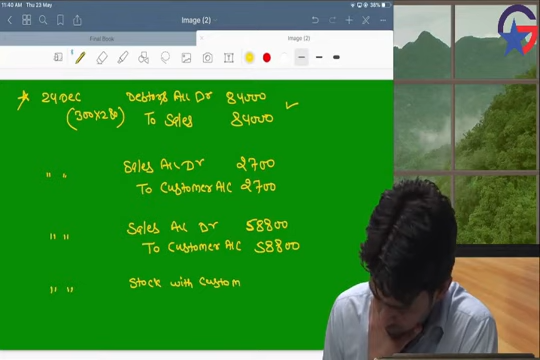 11:40 AM Thu 23 May
38%
Image (2)
Final Book
Image (2)
24 Dec Debtors A/c Dr 84000
(300x280) To Sales 84000
" " Sales A/c Dr 2700
To Customer A/c 2700
" " Sales A/c Dr 58800
To Customer A/c 58800
" " Stock with Custom
G